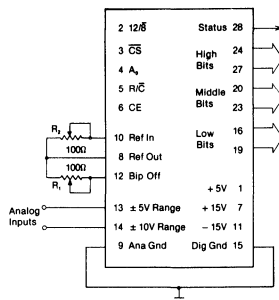 2 12/8̅ Status 28
3 C̅S̅ High Bits 24
4 A₀ 27
5 R/C̅ Middle Bits 20
6 CE 23
R₂
100Ω
10 Ref In Low Bits 16
8 Ref Out 19
100Ω
12 Bip Off
R₁
+5V 1
Analog Inputs
13 ±5V Range +15V 7
14 ±10V Range −15V 11
9 Ana Gnd Dig Gnd 15